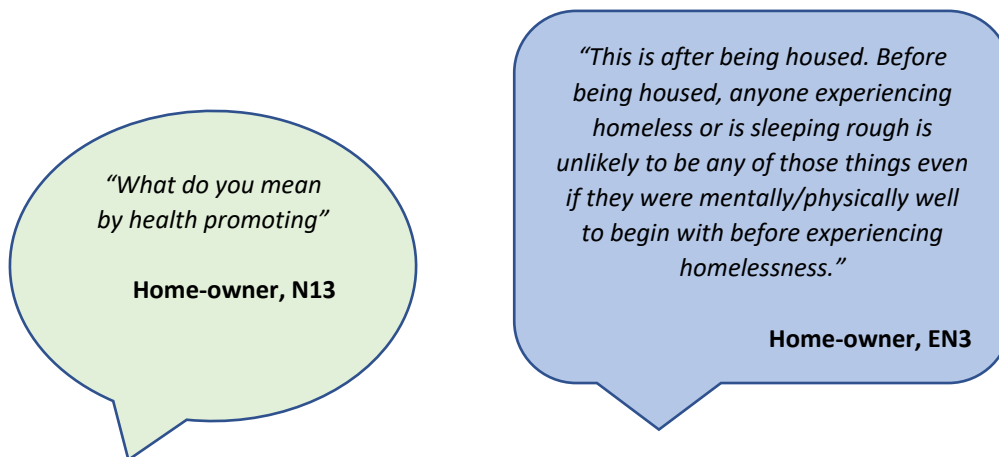 “What do you mean
by health promoting”
Home-owner, N13
“This is after being housed. Before
being housed, anyone experiencing
homeless or is sleeping rough is
unlikely to be any of those things even
if they were mentally/physically well
to begin with before experiencing
homelessness.”
Home-owner, EN3